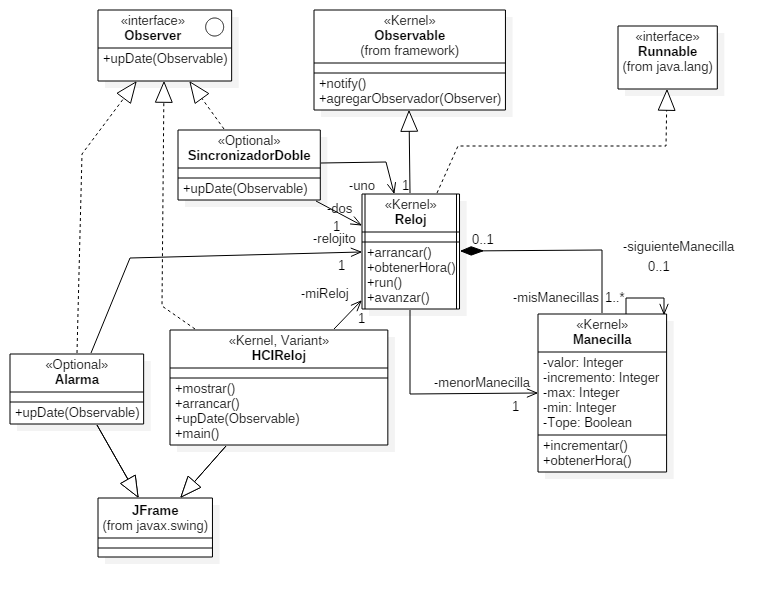 «interface»
Observer
+upDate(Observable)
«Kernel»
Observable
(from framework)
+notify()
+agregarObservador(Observer)
«interface»
Runnable
(from java.lang)
«Optional»
SincronizadorDoble
+upDate(Observable)
-uno
1
-dos
1
-relojito
1
-miReloj
1
«Kernel»
Reloj
+arrancar()
+obtenerHora()
+run()
+avanzar()
0..1
-siguienteManecilla
0..1
-misManecillas
1..*
«Kernel»
Manecilla
-valor: Integer
-incremento: Integer
-max: Integer
-min: Integer
-Tope: Boolean
+incrementar()
+obtenerHora()
-menorManecilla
1
«Kernel, Variant»
HCIReloj
+mostrar()
+arrancar()
+upDate(Observable)
+main()
«Optional»
Alarma
+upDate(Observable)
JFrame
(from javax.swing)